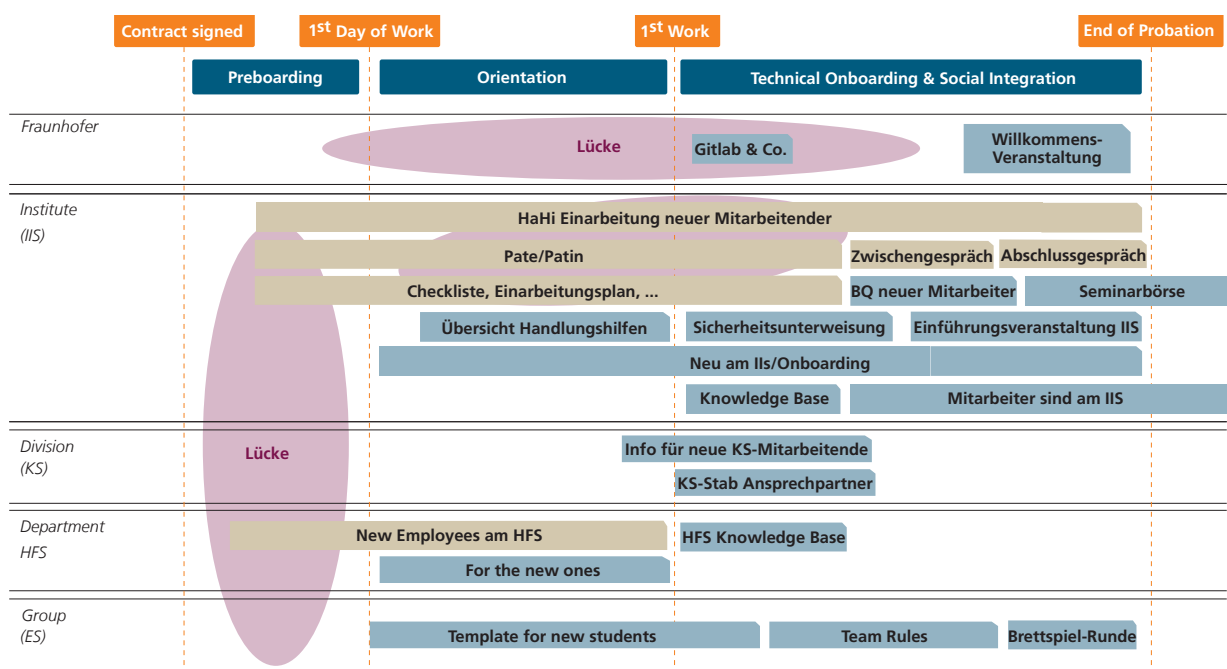 Contract signed
1st Day of Work
1st Work
End of Probation
Preboarding
Orientation
Technical Onboarding & Social Integration
Fraunhofer
Lücke
Gitlab & Co.
Willkommens-
Veranstaltung
Institute
(IIS)
HaHi Einarbeitung neuer Mitarbeitender
Pate/Patin
Zwischengespräch
Abschlussgespräch
Checkliste, Einarbeitungsplan, ...
BQ neuer Mitarbeiter
Seminarbörse
Übersicht Handlungshilfen
Sicherheitsunterweisung
Einführungsveranstaltung IIS
Neu am IIs/Onboarding
Knowledge Base
Mitarbeiter sind am IIS
Division
(KS)
Lücke
Info für neue KS-Mitarbeitende
KS-Stab Ansprechpartner
Department
HFS
New Employees am HFS
HFS Knowledge Base
For the new ones
Group
(ES)
Template for new students
Team Rules
Brettspiel-Runde